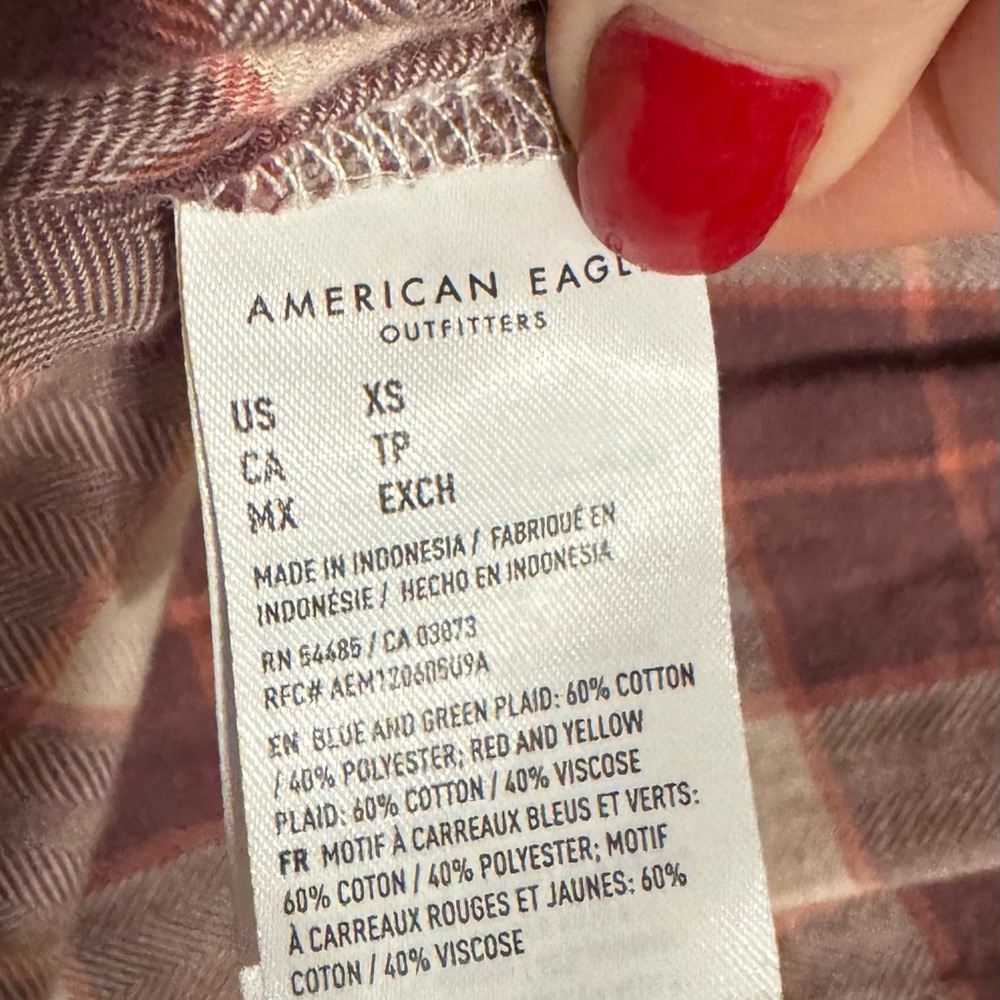 AMERICAN EAGL
OUTFITTERS
US XS
CA TP
MX EXCH
MADE IN INDONESIA / FABRIQUÉ EN
INDONÉSIE / HECHO EN INDONESIA
RN 54485 / CA 03873
RFC# AEM120605U9A
EN BLUE AND GREEN PLAID: 60% COTTON
/ 40% POLYESTER; RED AND YELLOW
PLAID: 60% COTTON / 40% VISCOSE
FR MOTIF À CARREAUX BLEUS ET VERTS:
60% COTON / 40% POLYESTER; MOTIF
À CARREAUX ROUGES ET JAUNES: 60%
COTON / 40% VISCOSE